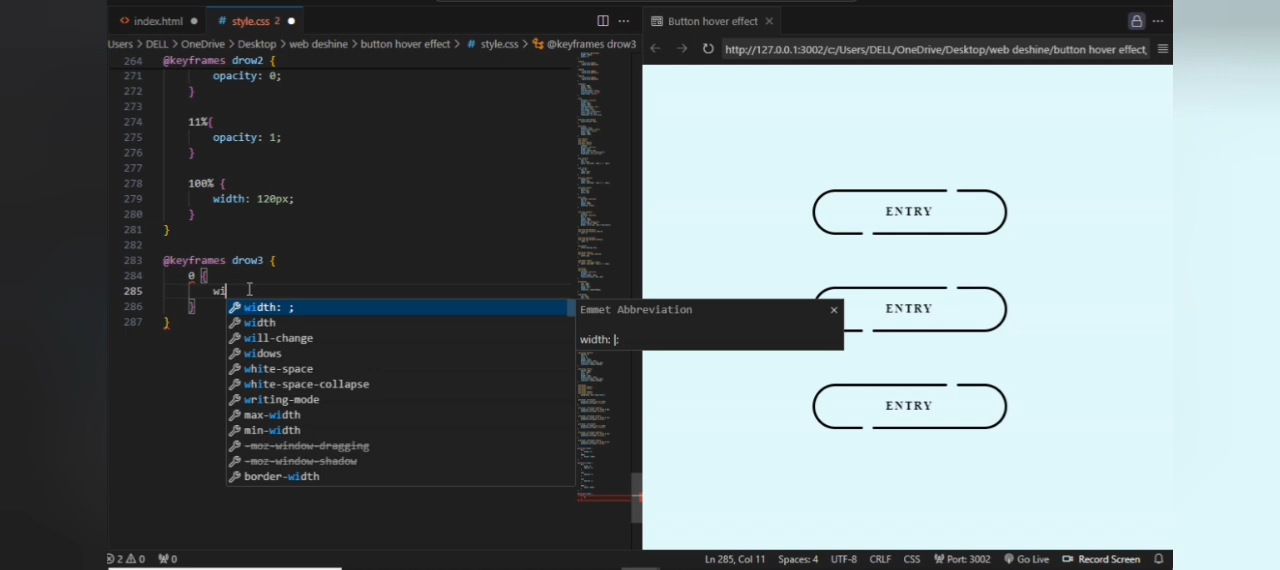 index.html
# style.css 2
Users > DELL > OneDrive > Desktop > web deshine > button hover effect > # style.css > @keyframes drow3
264 @keyframes drow2 {
271 opacity: 0;
272 }
273
274 11%{
275 opacity: 1;
276 }
277
278 100% {
279 width: 120px;
280 }
281 }
282
283 @keyframes drow3 {
284 0 {
285 wi
286 }
287 }
width: ;
width
will-change
widows
white-space
white-space-collapse
writing-mode
max-width
min-width
-moz-window-dragging
-moz-window-shadow
border-width
Emmet Abbreviation
width: |;
Button hover effect
http://127.0.0.1:3002/c:/Users/DELL/OneDrive/Desktop/web deshine/button hover effect,
ENTRY
ENTRY
ENTRY
2 0 0
Ln 285, Col 11 Spaces: 4 UTF-8 CRLF CSS Port: 3002 Go Live Record Screen